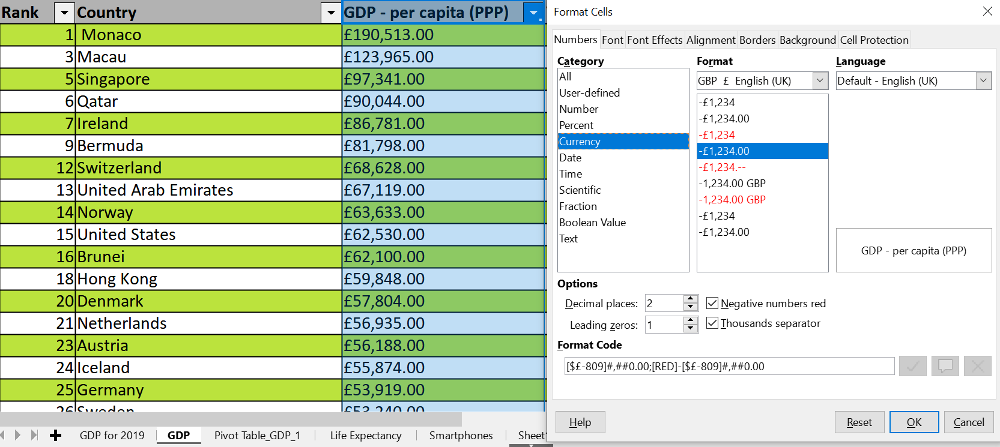 Rank Country GDP - per capita (PPP)
1 Monaco £190,513.00
3 Macau £123,965.00
5 Singapore £97,341.00
6 Qatar £90,044.00
7 Ireland £86,781.00
9 Bermuda £81,798.00
12 Switzerland £68,628.00
13 United Arab Emirates £67,119.00
14 Norway £63,633.00
15 United States £62,530.00
16 Brunei £62,100.00
18 Hong Kong £59,848.00
20 Denmark £57,804.00
21 Netherlands £56,935.00
23 Austria £56,188.00
24 Iceland £55,874.00
25 Germany £53,919.00
26 Sweden £53,240.00
GDP for 2019 GDP Pivot Table_GDP_1 Life Expectancy Smartphones Sheet1
Format Cells
Numbers Font Font Effects Alignment Borders Background Cell Protection
Category
All
User-defined
Number
Percent
Currency
Date
Time
Scientific
Fraction
Boolean Value
Text
Format
GBP £ English (UK)
-£1,234
-£1,234.00
-£1,234
-£1,234.00
-£1,234.--
-1,234.00 GBP
-1,234.00 GBP
-£1,234
-£1,234.00
Language
Default - English (UK)
GDP - per capita (PPP)
Options
Decimal places: 2 Negative numbers red
Leading zeros: 1 Thousands separator
Format Code
[$£-809]#,##0.00;[RED]-[$£-809]#,##0.00
Help Reset OK Cancel